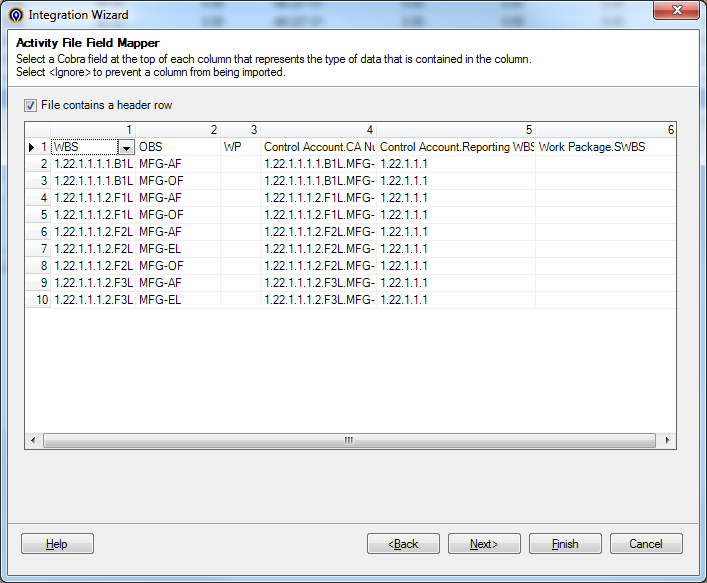 Integration Wizard
Activity File Field Mapper
Select a Cobra field at the top of each column that represents the type of data that is contained in the column.
Select <Ignore> to prevent a column from being imported.
File contains a header row
1 2 3 4 5 6
1 WBS OBS WP Control Account.CA Nu Control Account.Reporting WBS Work Package.SWBS
2 1.22.1.1.1.B1L MFG-AF 1.22.1.1.1.B1L.MFG- 1.22.1.1.1
3 1.22.1.1.1.B1L MFG-OF 1.22.1.1.1.B1L.MFG- 1.22.1.1.1
4 1.22.1.1.1.2.F1L MFG-AF 1.22.1.1.1.2.F1L.MFG- 1.22.1.1.1
5 1.22.1.1.1.2.F1L MFG-OF 1.22.1.1.1.2.F1L.MFG- 1.22.1.1.1
6 1.22.1.1.1.2.F2L MFG-AF 1.22.1.1.1.2.F2L.MFG- 1.22.1.1.1
7 1.22.1.1.1.2.F2L MFG-EL 1.22.1.1.1.2.F2L.MFG- 1.22.1.1.1
8 1.22.1.1.1.2.F2L MFG-OF 1.22.1.1.1.2.F2L.MFG- 1.22.1.1.1
9 1.22.1.1.1.2.F3L MFG-AF 1.22.1.1.1.2.F3L.MFG- 1.22.1.1.1
10 1.22.1.1.1.2.F3L MFG-EL 1.22.1.1.1.2.F3L.MFG- 1.22.1.1.1
Help <Back Next> Finish Cancel